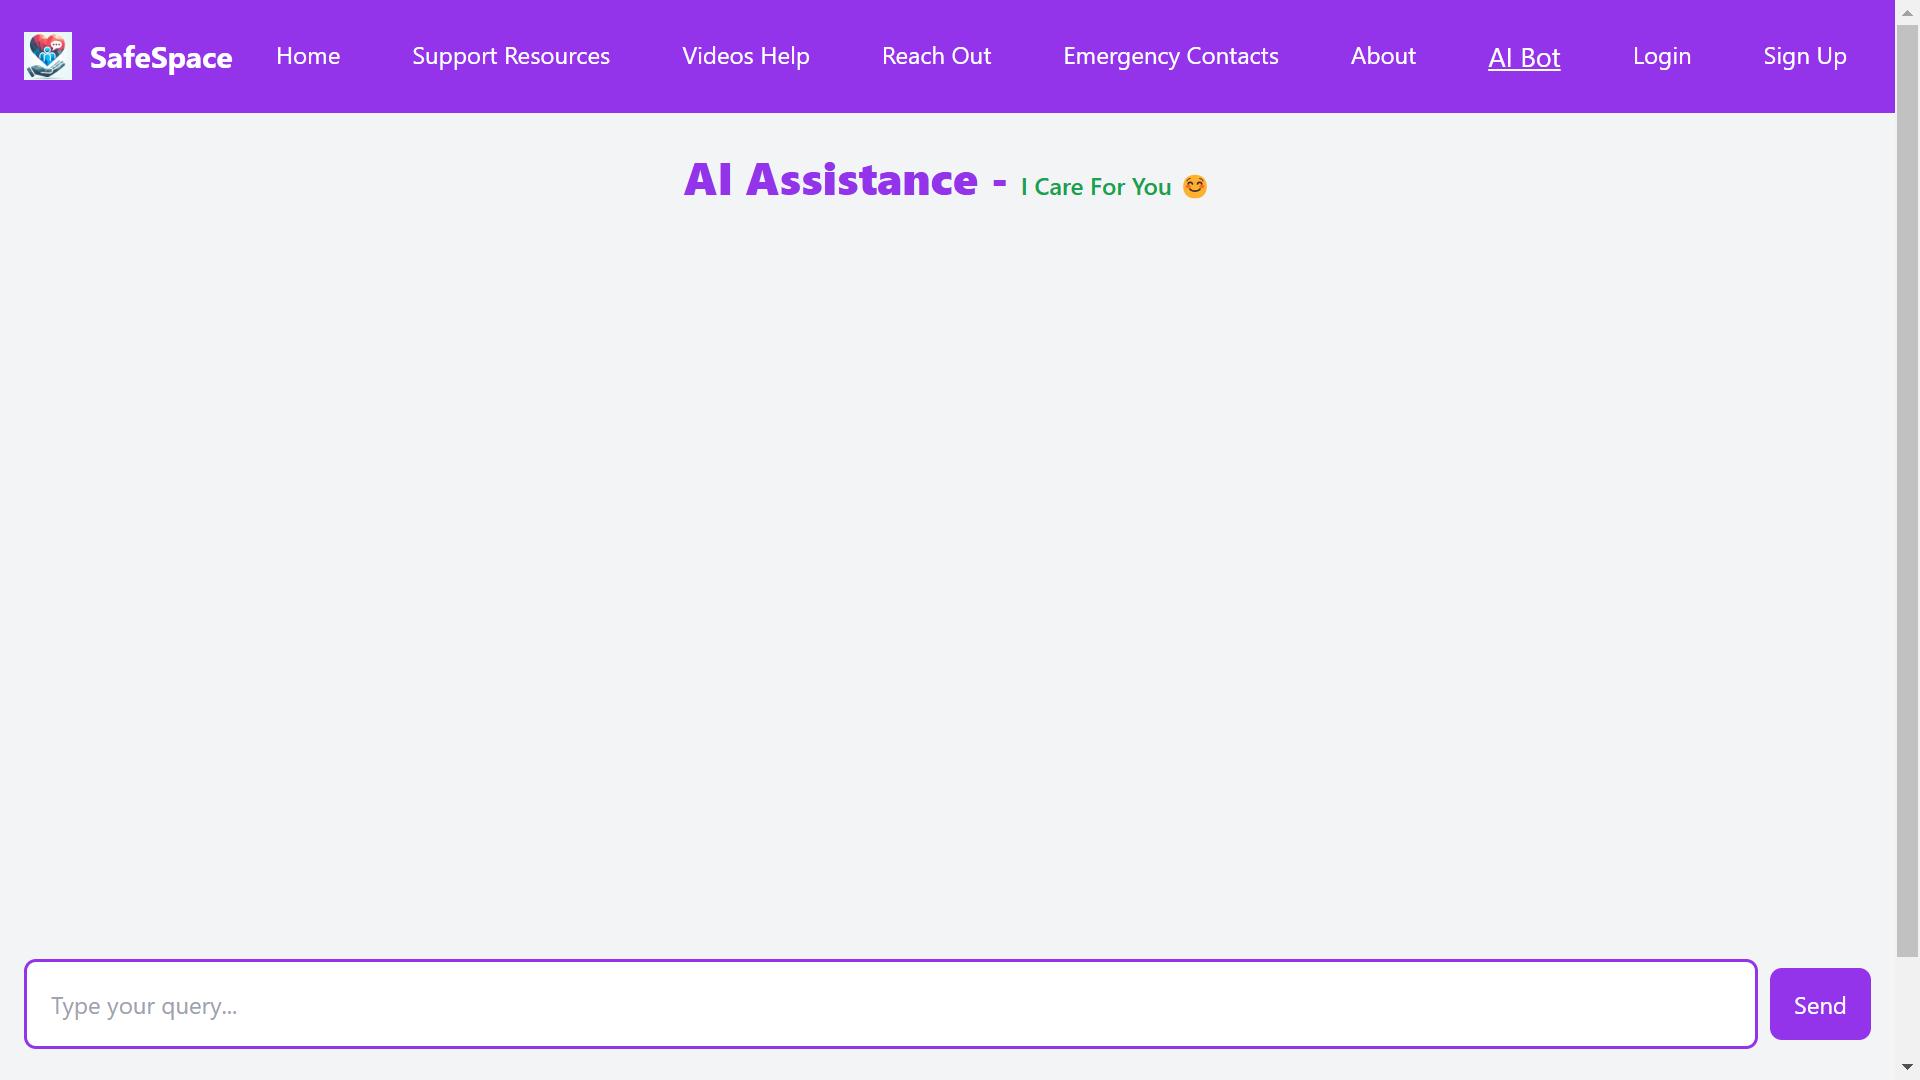 SafeSpace Home Support Resources Videos Help Reach Out Emergency Contacts About AI Bot Login Sign Up
AI Assistance - I Care For You 😊
Type your query... Send